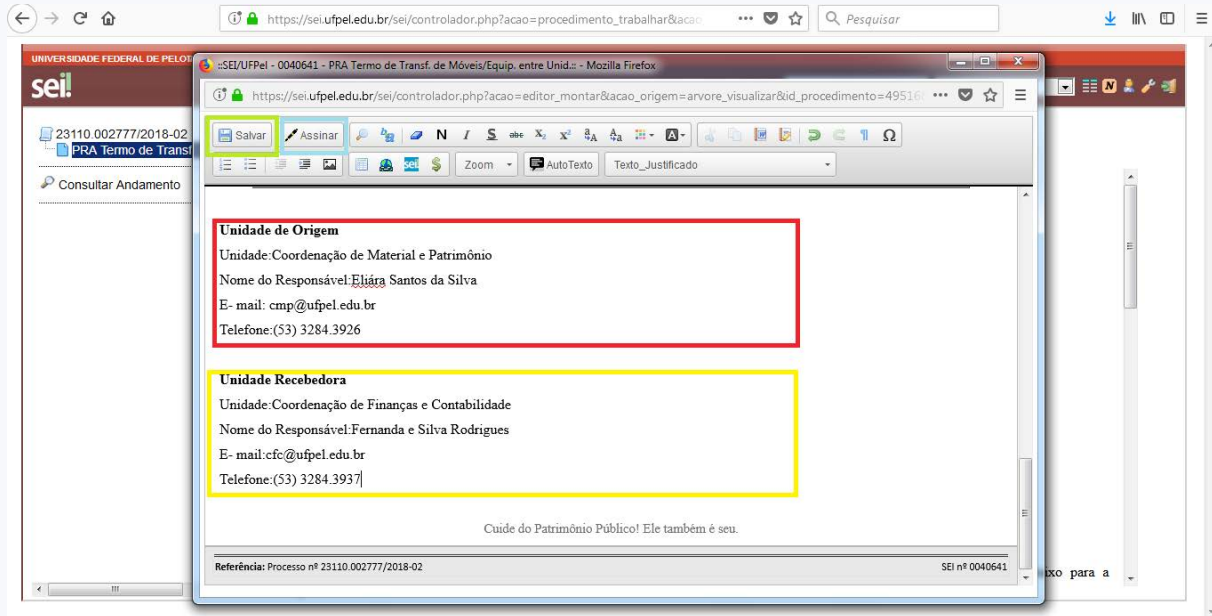 https://sei.ufpel.edu.br/sei/controlador.php?acao=procedimento_trabalhar&acao
Pesquisar
UNIVERSIDADE FEDERAL DE PELOT
sei!
::SEI/UFPel - 0040641 - PRA Termo de Transf. de Móveis/Equip. entre Unid.:: - Mozilla Firefox
https://sei.ufpel.edu.br/sei/controlador.php?acao=editor_montar&acao_origem=arvore_visualizar&id_procedimento=49516
23110.002777/2018-02
PRA Termo de Transf
Consultar Andamento
Salvar
Assinar
N I S abc X₂ x²
Zoom
AutoTexto
Texto_Justificado
Unidade de Origem
Unidade:Coordenação de Material e Patrimônio
Nome do Responsável:Eliára Santos da Silva
E- mail: cmp@ufpel.edu.br
Telefone:(53) 3284.3926
Unidade Recebedora
Unidade:Coordenação de Finanças e Contabilidade
Nome do Responsável:Fernanda e Silva Rodrigues
E- mail:cfc@ufpel.edu.br
Telefone:(53) 3284.3937
Cuide do Patrimônio Público! Ele também é seu.
Referência: Processo nº 23110.002777/2018-02
SEI nº 0040641
ixo para a